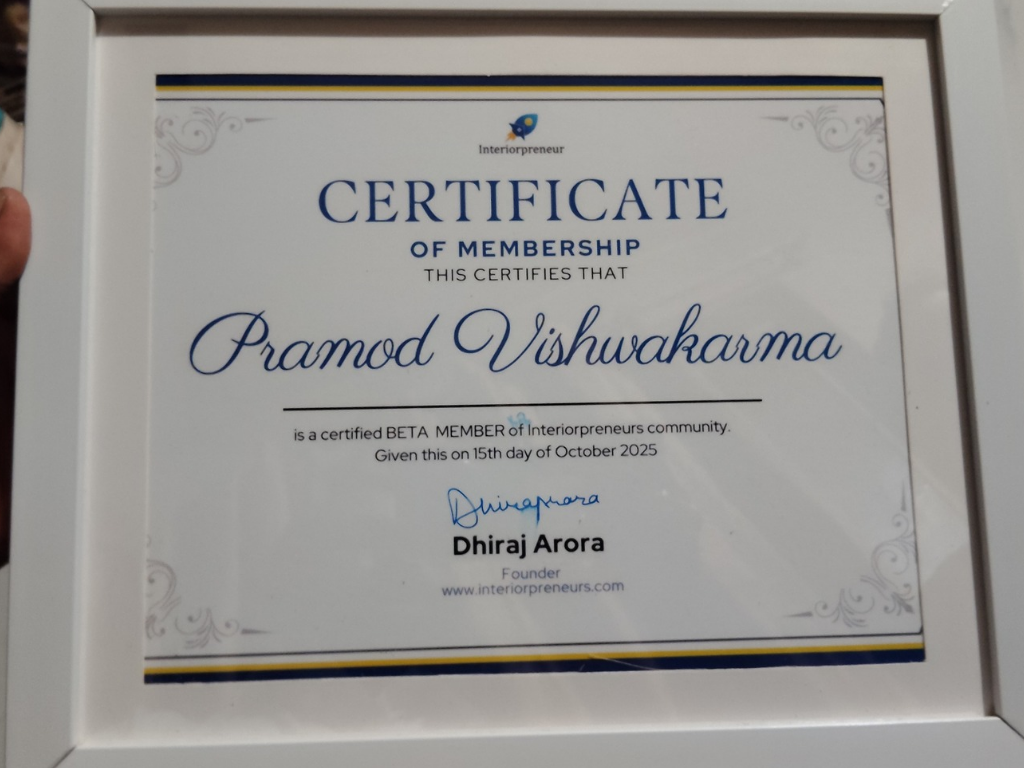 Interiorpreneur
CERTIFICATE
OF MEMBERSHIP
THIS CERTIFIES THAT
Pramod Vishwakarma
is a certified BETA MEMBER of Interiorpreneurs community.
Given this on 15th day of October 2025
Dhirajarora
Dhiraj Arora
Founder
www.interiorpreneurs.com